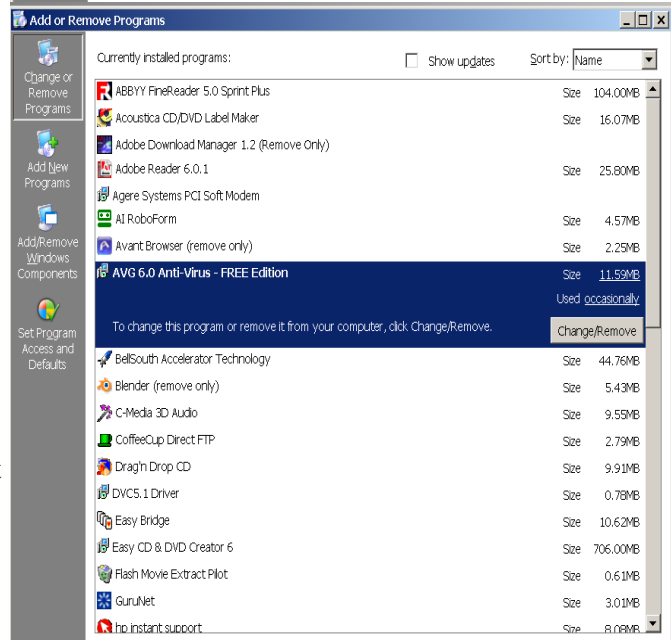 Add or Remove Programs
Change or
Remove
Programs
Add New
Programs
Add/Remove
Windows
Components
Set Program
Access and
Defaults
Currently installed programs: Show updates Sort by: Name
ABBYY FineReader 5.0 Sprint Plus Size 104.00MB
Acoustica CD/DVD Label Maker Size 16.07MB
Adobe Download Manager 1.2 (Remove Only)
Adobe Reader 6.0.1 Size 25.80MB
Agere Systems PCI Soft Modem
AI RoboForm Size 4.57MB
Avant Browser (remove only) Size 2.25MB
AVG 6.0 Anti-Virus - FREE Edition Size 11.59MB
Used occasionally
To change this program or remove it from your computer, click Change/Remove. Change/Remove
BellSouth Accelerator Technology Size 44.76MB
Blender (remove only) Size 5.43MB
C-Media 3D Audio Size 9.55MB
CoffeeCup Direct FTP Size 2.79MB
Drag'n Drop CD Size 9.91MB
DVC5.1 Driver Size 0.78MB
Easy Bridge Size 10.62MB
Easy CD & DVD Creator 6 Size 706.00MB
Flash Movie Extract Pilot Size 0.61MB
GuruNet Size 3.01MB
hp instant support Size 8.08MB